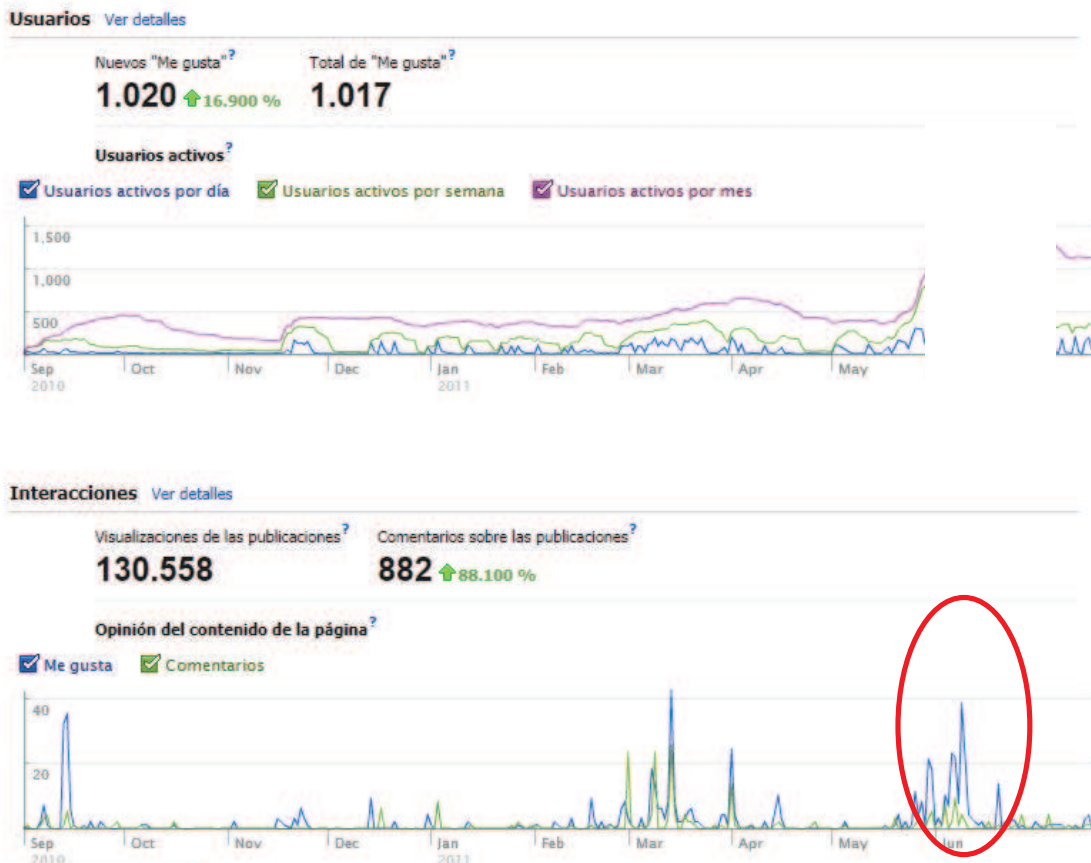 Usuarios Ver detalles
Nuevos "Me gusta"? Total de "Me gusta"?
1.020 16.900 % 1.017
Usuarios activos?
Usuarios activos por día Usuarios activos por semana Usuarios activos por mes
1,500
1,000
500
Sep Oct Nov Dec Jan Feb Mar Apr May
2010 2011
Interacciones Ver detalles
Visualizaciones de las publicaciones? Comentarios sobre las publicaciones?
130.558 882 88.100 %
Opinión del contenido de la página?
Me gusta Comentarios
40
20
Sep Oct Nov Dec Jan Feb Mar Apr May Jun
2010 2011